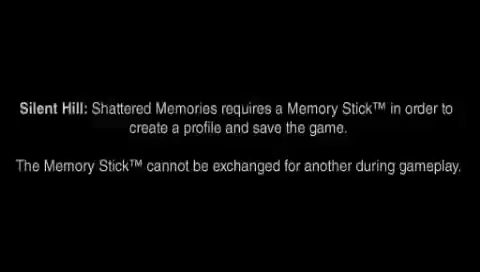 Silent Hill: Shattered Memories requires a Memory Stick™ in order to
create a profile and save the game.
The Memory Stick™ cannot be exchanged for another during gameplay.